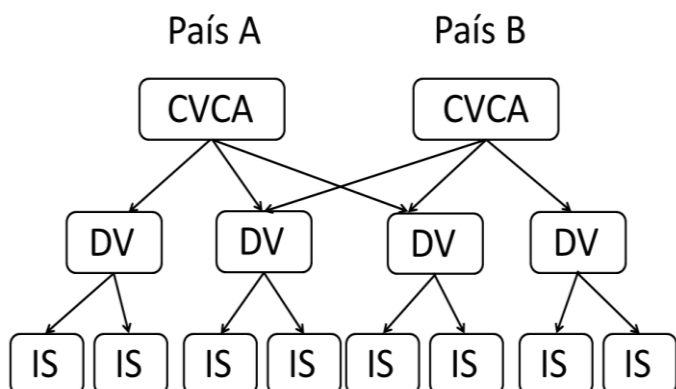 País A País B
CVCA CVCA
DV DV DV DV
IS IS IS IS IS IS IS IS